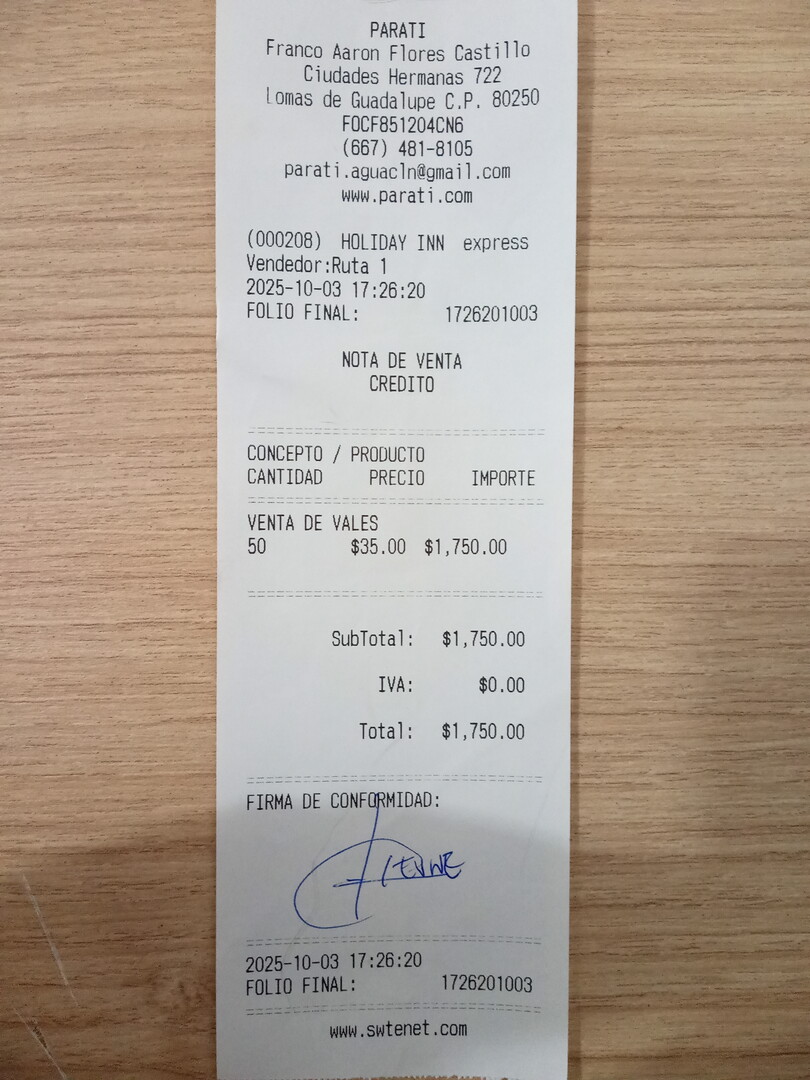 PARATI
Franco Aaron Flores Castillo
Ciudades Hermanas 722
Lomas de Guadalupe C.P. 80250
FOCF851204CN6
(667) 481-8105
parati.aguacln@gmail.com
www.parati.com
(000208) HOLIDAY INN express
Vendedor:Ruta 1
2025-10-03 17:26:20
FOLIO FINAL: 1726201003
NOTA DE VENTA
CREDITO
CONCEPTO / PRODUCTO
CANTIDAD PRECIO IMPORTE
VENTA DE VALES
50 $35.00 $1,750.00
SubTotal: $1,750.00
IVA: $0.00
Total: $1,750.00
FIRMA DE CONFORMIDAD:
2025-10-03 17:26:20
FOLIO FINAL: 1726201003
www.swtenet.com